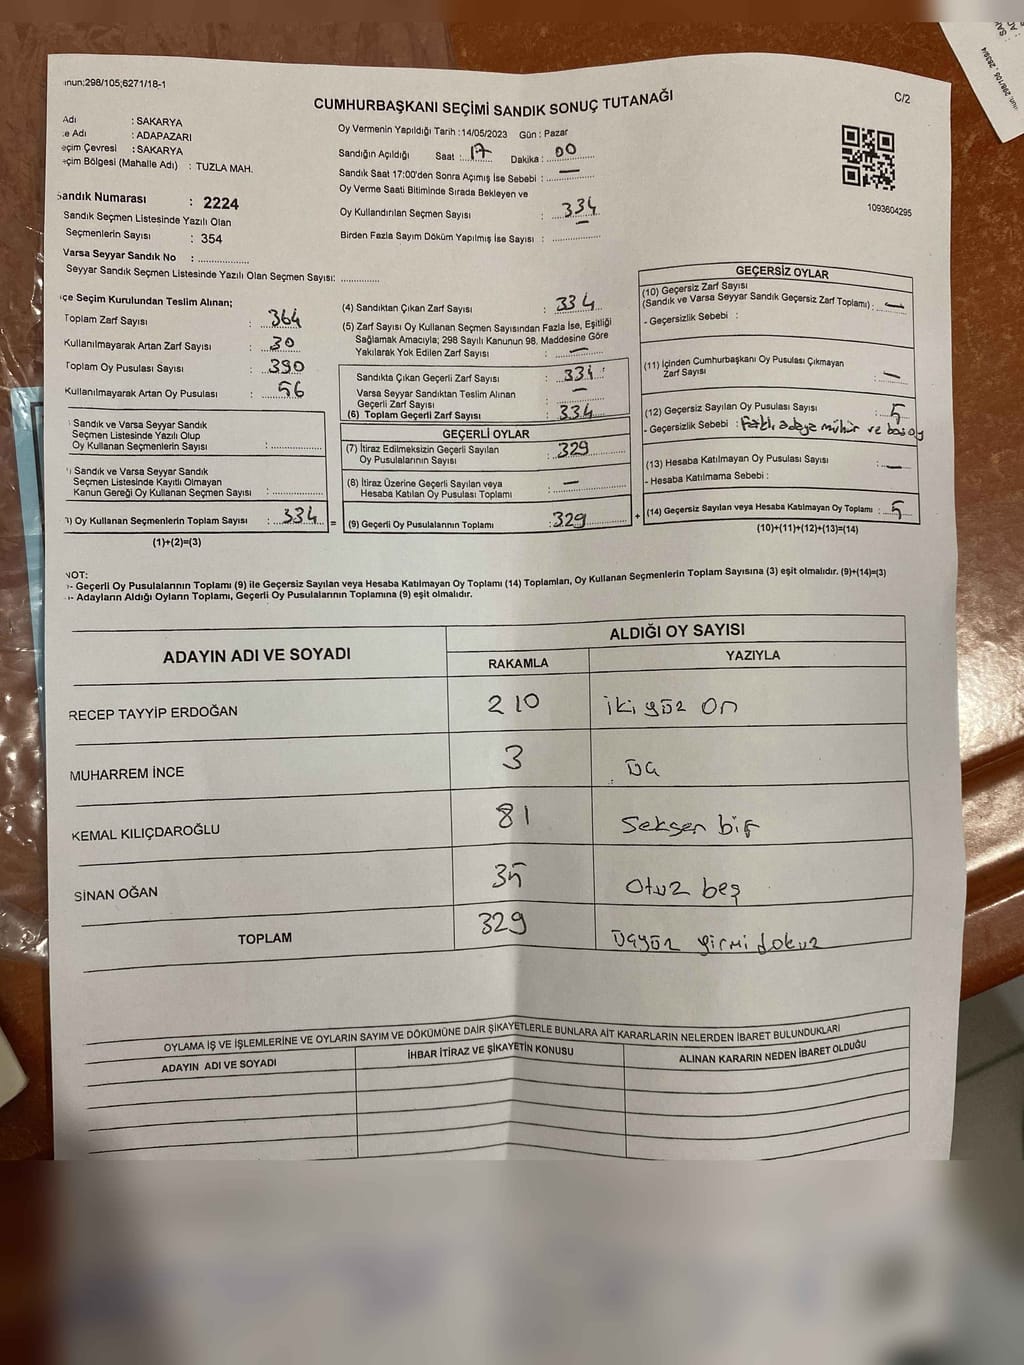 nun;298/105;6271/18-1
C/2
CUMHURBAŞKANI SEÇİMİ SANDIK SONUÇ TUTANAĞI
Adı : SAKARYA
e Adı : ADAPAZARI
eçim Çevresi : SAKARYA
eçim Bölgesi (Mahalle Adı) : TUZLA MAH.
Sandık Numarası : 2224
Sandık Seçmen Listesinde Yazılı Olan
Seçmenlerin Sayısı : 354
Varsa Seyyar Sandık No :
Seyyar Sandık Seçmen Listesinde Yazılı Olan Seçmen Sayısı:
Oy Vermenin Yapıldığı Tarih :14/05/2023 Gün : Pazar
Sandığın Açıldığı Saat : 17 Dakika : 00
Sandık Saat 17:00'den Sonra Açımış İse Sebebi : —
Oy Verme Saati Bitiminde Sırada Bekleyen ve
Oy Kullandırılan Seçmen Sayısı : 334
Birden Fazla Sayım Döküm Yapılmış İse Sayısı : —
1093604295
çe Seçim Kurulundan Teslim Alınan;
Toplam Zarf Sayısı : 364
Kullanılmayarak Artan Zarf Sayısı : 30
Toplam Oy Pusulası Sayısı : 390
Kullanılmayarak Artan Oy Pusulası : 56
) Sandık ve Varsa Seyyar Sandık
Seçmen Listesinde Yazılı Olup
Oy Kullanan Seçmenlerin Sayısı :
) Sandık ve Varsa Seyyar Sandık
Seçmen Listesinde Kayıtlı Olmayan
Kanun Gereği Oy Kullanan Seçmen Sayısı :
) Oy Kullanan Seçmenlerin Toplam Sayısı : 334 =
(1)+(2)=(3)
(4) Sandıktan Çıkan Zarf Sayısı : 334
(5) Zarf Sayısı Oy Kullanan Seçmen Sayısından Fazla İse, Eşitliği
Sağlamak Amacıyla; 298 Sayılı Kanunun 98. Maddesine Göre
Yakılarak Yok Edilen Zarf Sayısı : —
Sandıkta Çıkan Geçerli Zarf Sayısı : 334
Varsa Seyyar Sandıktan Teslim Alınan
Geçerli Zarf Sayısı : —
(6) Toplam Geçerli Zarf Sayısı : 334
GEÇERLİ OYLAR
(7) İtiraz Edilmeksizin Geçerli Sayılan
Oy Pusulalarının Sayısı : 329
(8) İtiraz Üzerine Geçerli Sayılan veya
Hesaba Katılan Oy Pusulası Toplamı : —
(9) Geçerli Oy Pusulalarının Toplamı : 329 +
GEÇERSİZ OYLAR
(10) Geçersiz Zarf Sayısı
(Sandık ve Varsa Seyyar Sandık Geçersiz Zarf Toplamı) : —
- Geçersizlik Sebebi :
(11) İçinden Cumhurbaşkanı Oy Pusulası Çıkmayan
Zarf Sayısı : —
(12) Geçersiz Sayılan Oy Pusulası Sayısı : 5
- Geçersizlik Sebebi : adaya mühür ve
(13) Hesaba Katılmayan Oy Pusulası Sayısı : —
- Hesaba Katılmama Sebebi :
(14) Geçersiz Sayılan veya Hesaba Katılmayan Oy Toplamı : 5
(10)+(11)+(12)+(13)=(14)
NOT:
- Geçerli Oy Pusulalarının Toplamı (9) ile Geçersiz Sayılan veya Hesaba Katılmayan Oy Toplamı (14) Toplamları, Oy Kullanan Seçmenlerin Toplam Sayısına (3) eşit olmalıdır. (9)+(14)=(3)
- Adayların Aldığı Oyların Toplamı, Geçerli Oy Pusulalarının Toplamına (9) eşit olmalıdır.
ADAYIN ADI VE SOYADI
ALDIĞI OY SAYISI
RAKAMLA YAZIYLA
RECEP TAYYİP ERDOĞAN 210 iki yüz on
MUHARREM İNCE 3 üç
KEMAL KILIÇDAROĞLU 81 Seksen bir
SİNAN OĞAN 35 otuz beş
TOPLAM 329 üçyüz yirmi dokuz
OYLAMA İŞ VE İŞLEMLERİNE VE OYLARIN SAYIM VE DÖKÜMÜNE DAİR ŞİKAYETLERLE BUNLARA AİT KARARLARIN NELERDEN İBARET BULUNDUKLARI
ADAYIN ADI VE SOYADI
İHBAR İTİRAZ VE ŞİKAYETİN KONUSU
ALINAN KARARIN NEDEN İBARET OLDUĞU